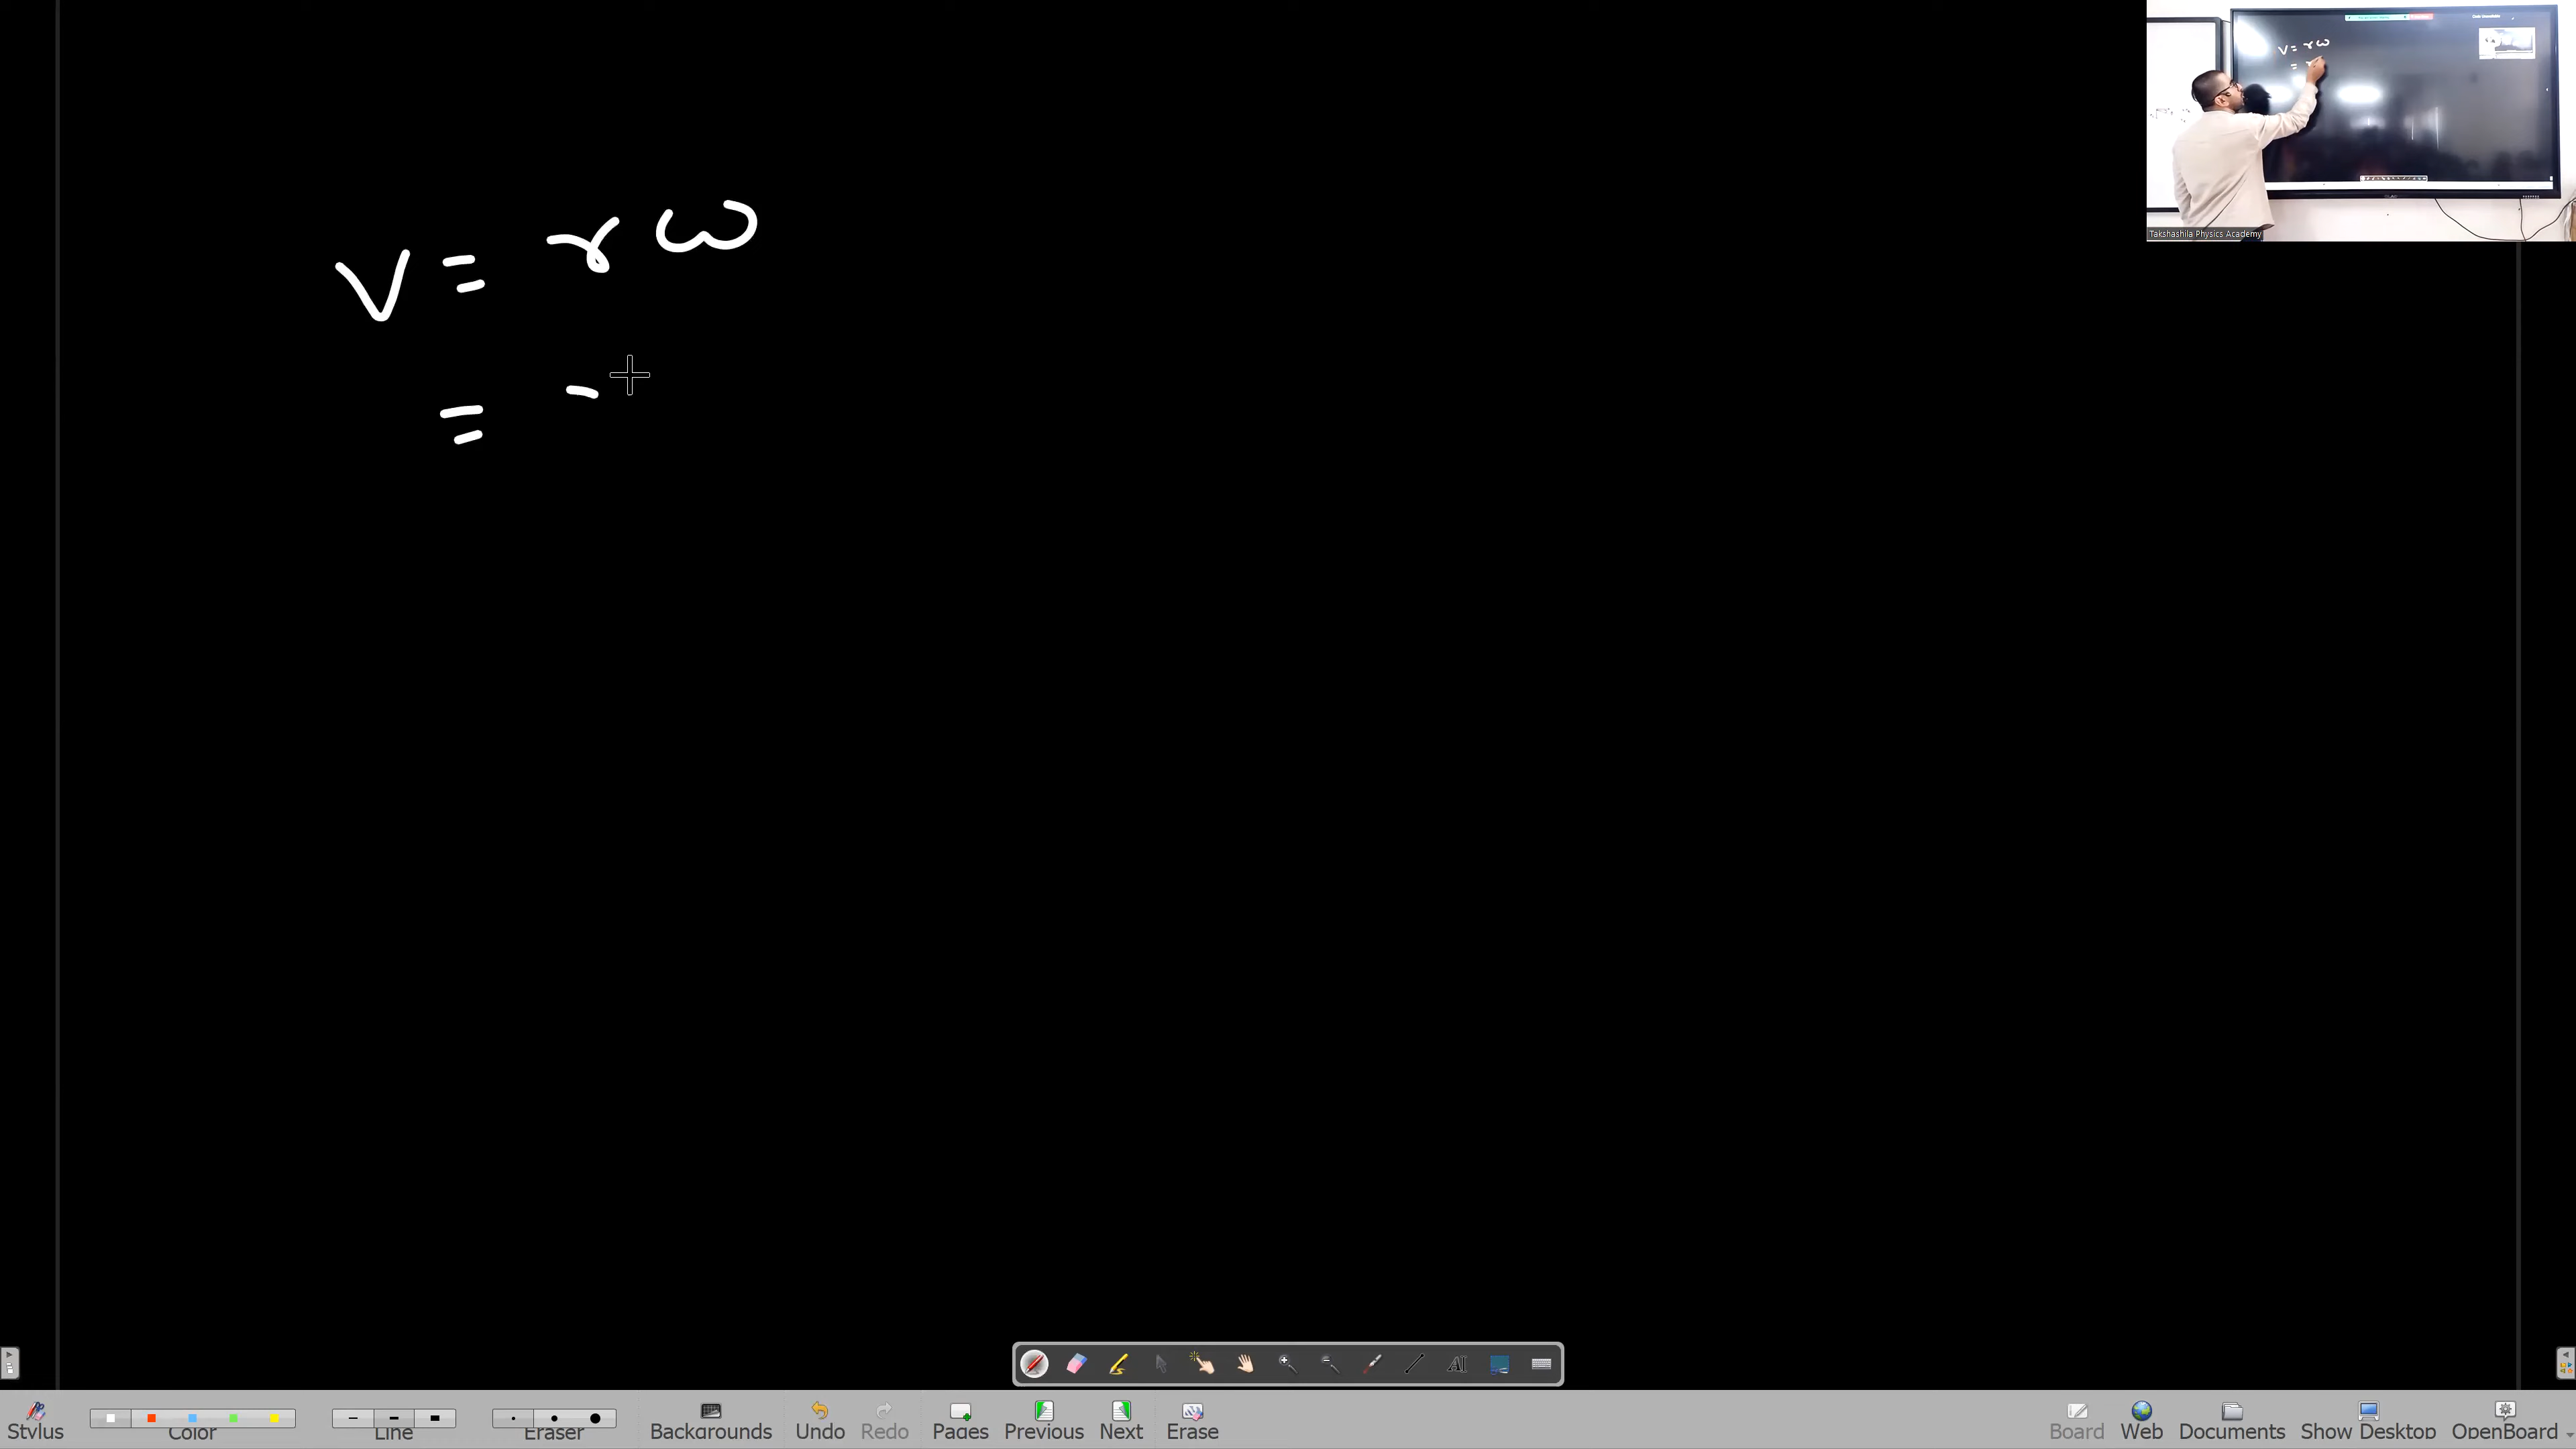 v = r ω
=
Takshashila Physics Academy
Stylus Color Line Eraser Backgrounds Undo Redo Pages Previous Next Erase Board Web Documents Show Desktop OpenBoard